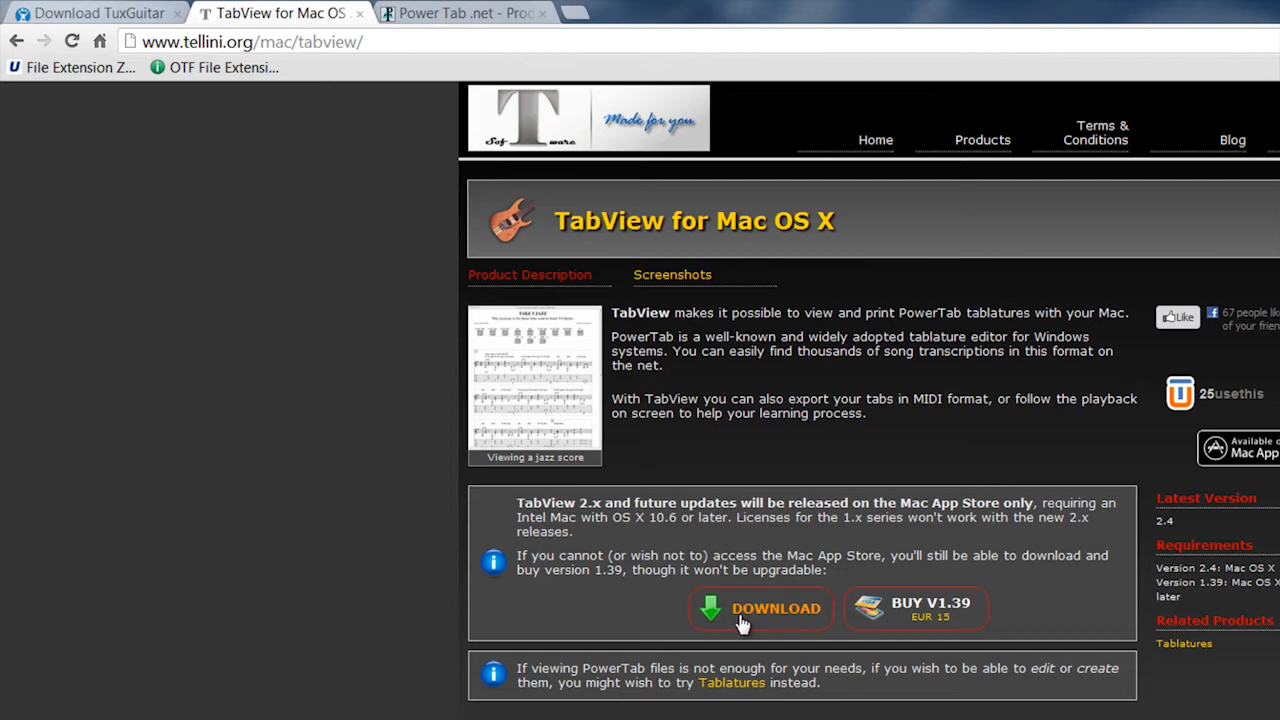 Download TuxGuitar
TabView for Mac OS
Power Tab .net - Prod
www.tellini.org/mac/tabview/
File Extension Z...
OTF File Extensi...
T
Sof ware
Made for you
Home
Products
Terms &
Conditions
Blog
TabView for Mac OS X
Product Description
Screenshots
TAKE 5 JAZZ
Viewing a jazz score
TabView makes it possible to view and print PowerTab tablatures with your Mac.
PowerTab is a well-known and widely adopted tablature editor for Windows
systems. You can easily find thousands of song transcriptions in this format on
the net.
With TabView you can also export your tabs in MIDI format, or follow the playback
on screen to help your learning process.
Like
67 people lik
of your frien
25usethis
Available o
Mac App
TabView 2.x and future updates will be released on the Mac App Store only, requiring an
Intel Mac with OS X 10.6 or later. Licenses for the 1.x series won't work with the new 2.x
releases.
If you cannot (or wish not to) access the Mac App Store, you'll still be able to download and
buy version 1.39, though it won't be upgradable:
DOWNLOAD
BUY V1.39
EUR 15
Latest Version
2.4
Requirements
Version 2.4: Mac OS X
Version 1.39: Mac OS X
later
Related Products
Tablatures
If viewing PowerTab files is not enough for your needs, if you wish to be able to edit or create
them, you might wish to try Tablatures instead.